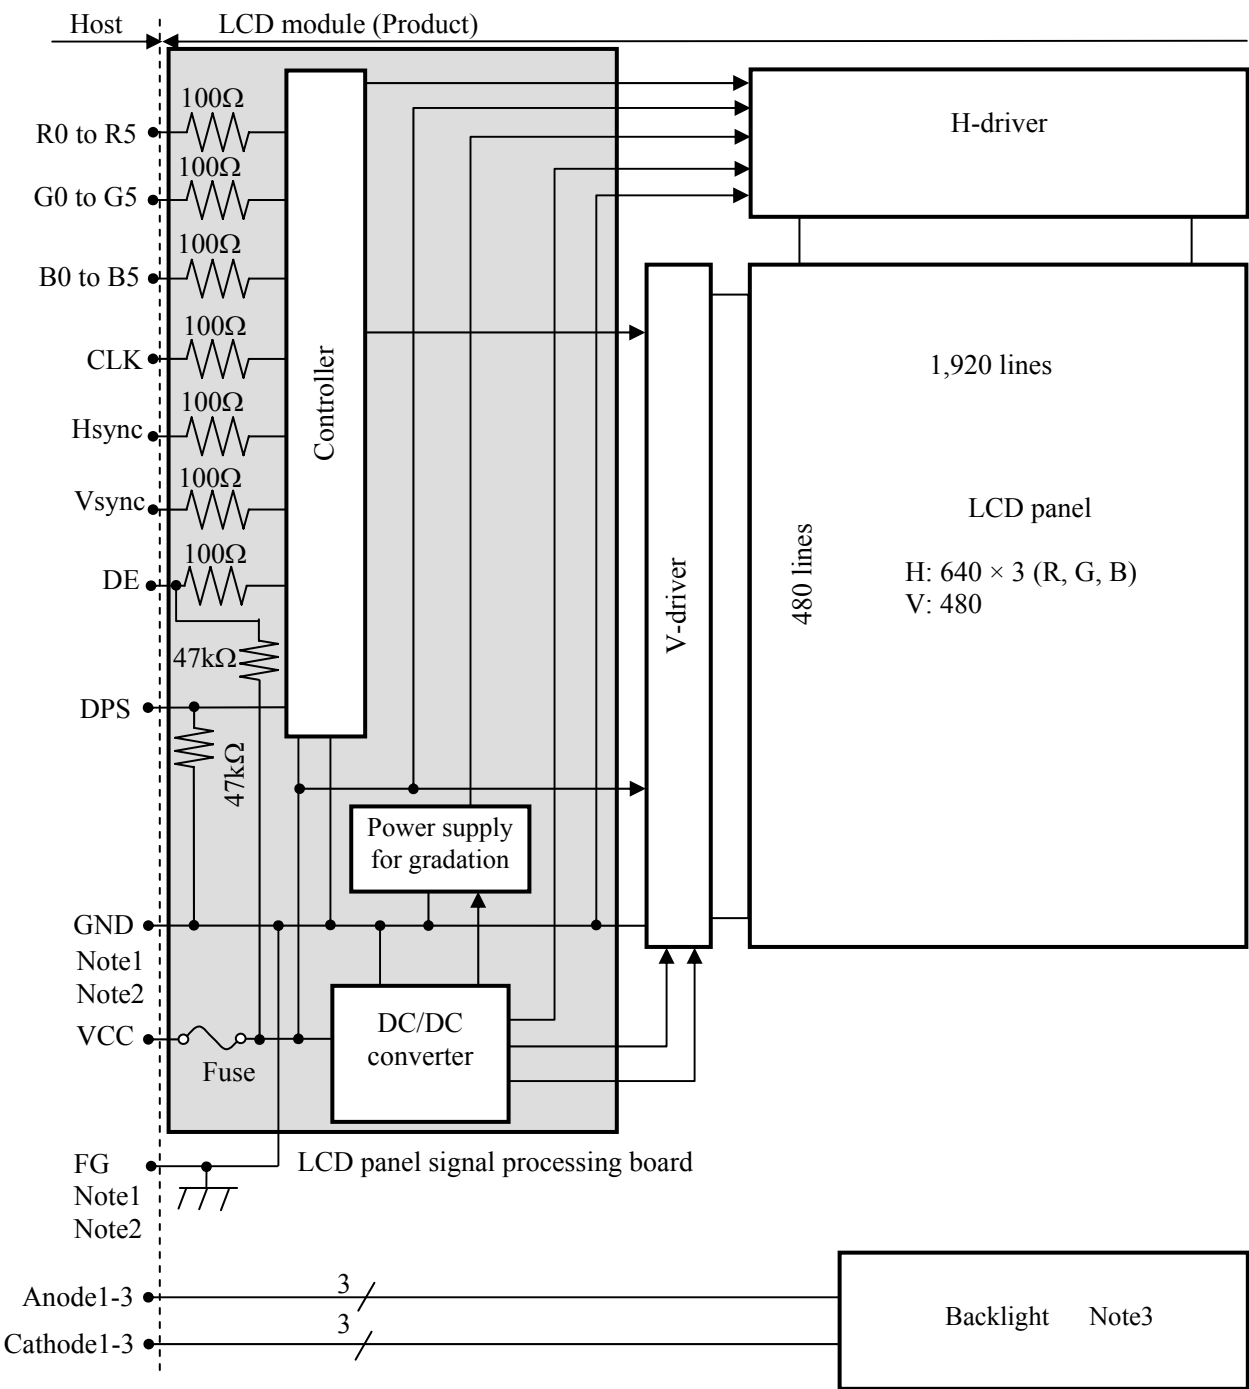 Host
LCD module (Product)
100Ω
R0 to R5
100Ω
G0 to G5
100Ω
B0 to B5
100Ω
CLK
100Ω
Hsync
100Ω
Vsync
100Ω
DE
47kΩ
DPS
47kΩ
Controller
H-driver
V-driver
1,920 lines
480 lines
LCD panel
H: 640 × 3 (R, G, B)
V: 480
Power supply
for gradation
GND
Note1
Note2
VCC
Fuse
DC/DC
converter
FG
Note1
Note2
LCD panel signal processing board
Anode1-3
3
Cathode1-3
3
Backlight Note3